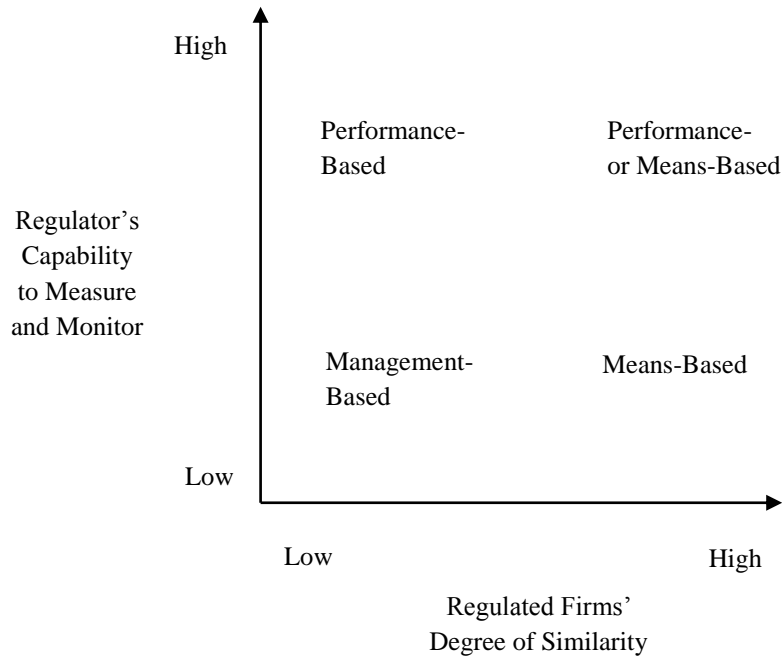 High
Performance-
Based
Performance-
or Means-Based
Regulator’s
Capability
to Measure
and Monitor
Management-
Based
Means-Based
Low
Low
High
Regulated Firms’
Degree of Similarity